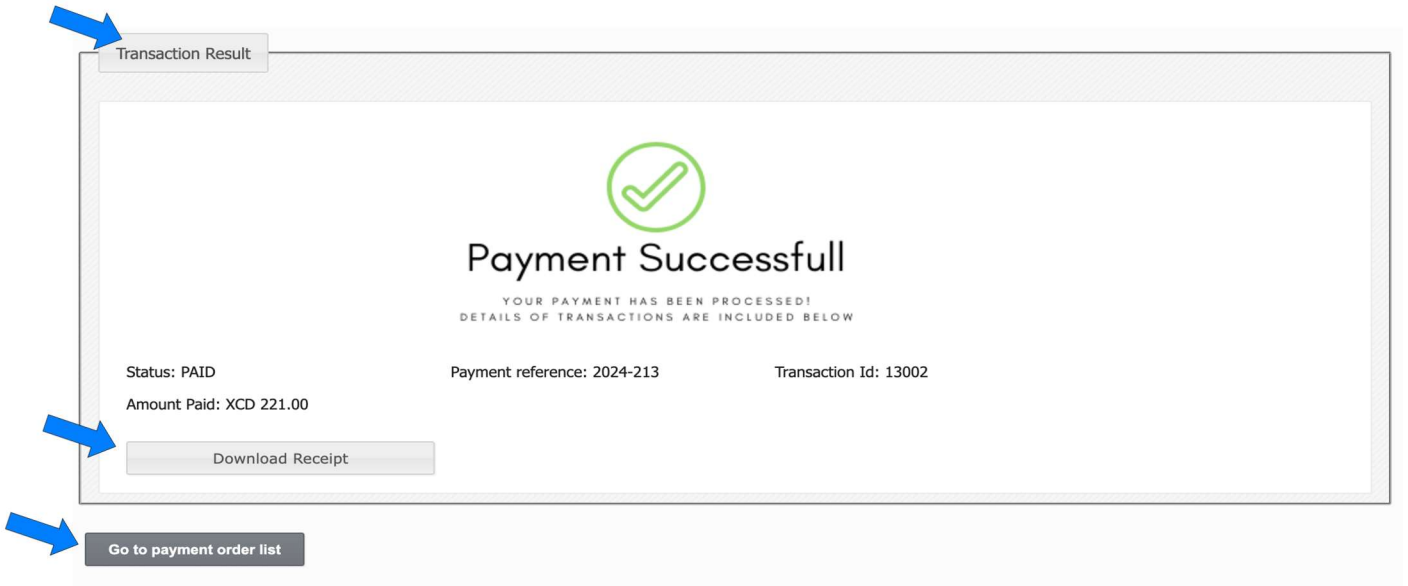 Transaction Result
Payment Successfull
YOUR PAYMENT HAS BEEN PROCESSED!
DETAILS OF TRANSACTIONS ARE INCLUDED BELOW
Status: PAID Payment reference: 2024-213 Transaction Id: 13002
Amount Paid: XCD 221.00
Download Receipt
Go to payment order list